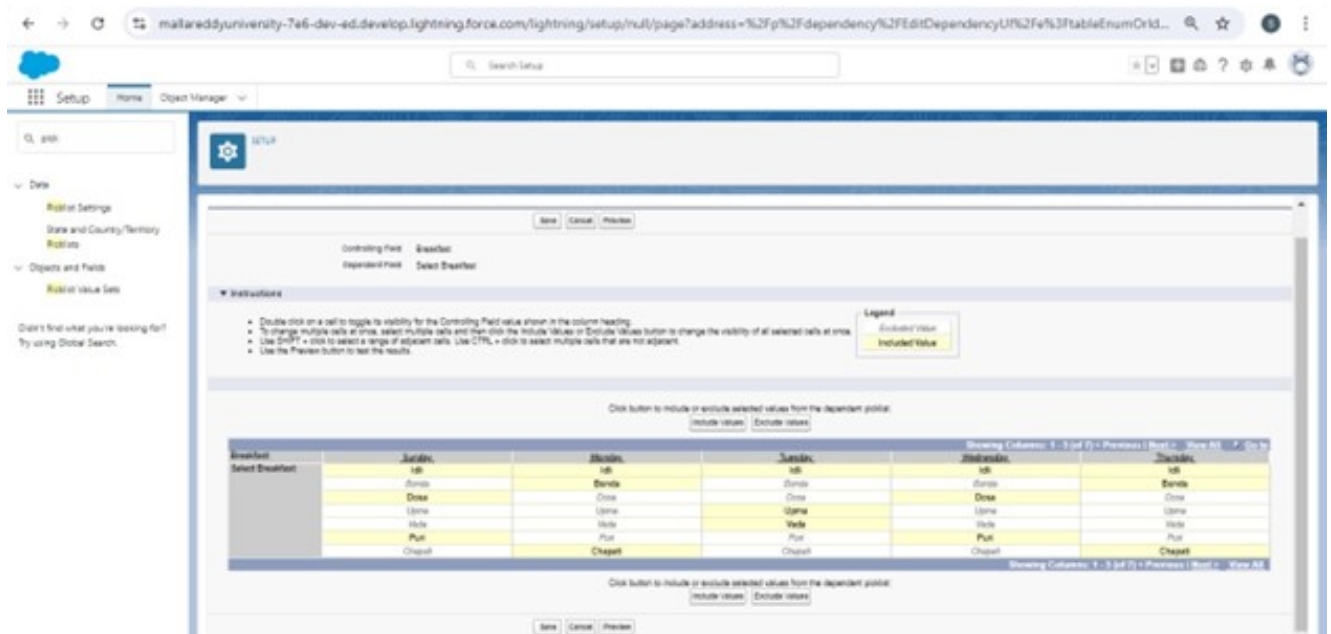 mallareddyuniversity-7e6-dev-ed.develop.lightning.force.com/lightning/setup/null/page?address=%2Fp%2Fdependency%2FEditDependencyUI%2Fe%3FtableEnumOrId...
Search Setup
Setup Home Object Manager
SETUP
Data
Picklist Settings
State and Country/Territory
Picklists
Objects and Fields
Picklist Value Sets
Didn't find what you're looking for?
Try using Global Search.
Save Cancel Preview
Controlling Field Breakfast
Dependent Field Select Breakfast
Instructions
Double click on a cell to toggle its visibility for the Controlling Field value shown in the column heading.
To change multiple cells at once, select multiple cells and then click the Include Values or Exclude Values button to change the visibility of all selected cells at once.
Use SHIFT + click to select a range of adjacent cells. Use CTRL + click to select multiple cells that are not adjacent.
Use the Preview button to test the results.
Legend
Excluded Value
Included Value
Click button to include or exclude selected values from the dependent picklist:
Include Values Exclude Values
Showing Columns: 1 - 5 (of 7) < Previous | Next > View All Go to
Breakfast: Sunday Monday Tuesday Wednesday Thursday
Select Breakfast: Idli Idli Idli Idli Idli
Bonda Bonda Bonda Bonda Bonda
Dosa Dosa Dosa Dosa Dosa
Upma Upma Upma Upma Upma
Vada Vada Vada Vada Vada
Puri Puri Puri Puri Puri
Chapati Chapati Chapati Chapati Chapati
Showing Columns: 1 - 5 (of 7) < Previous | Next > View All
Click button to include or exclude selected values from the dependent picklist:
Include Values Exclude Values
Save Cancel Preview